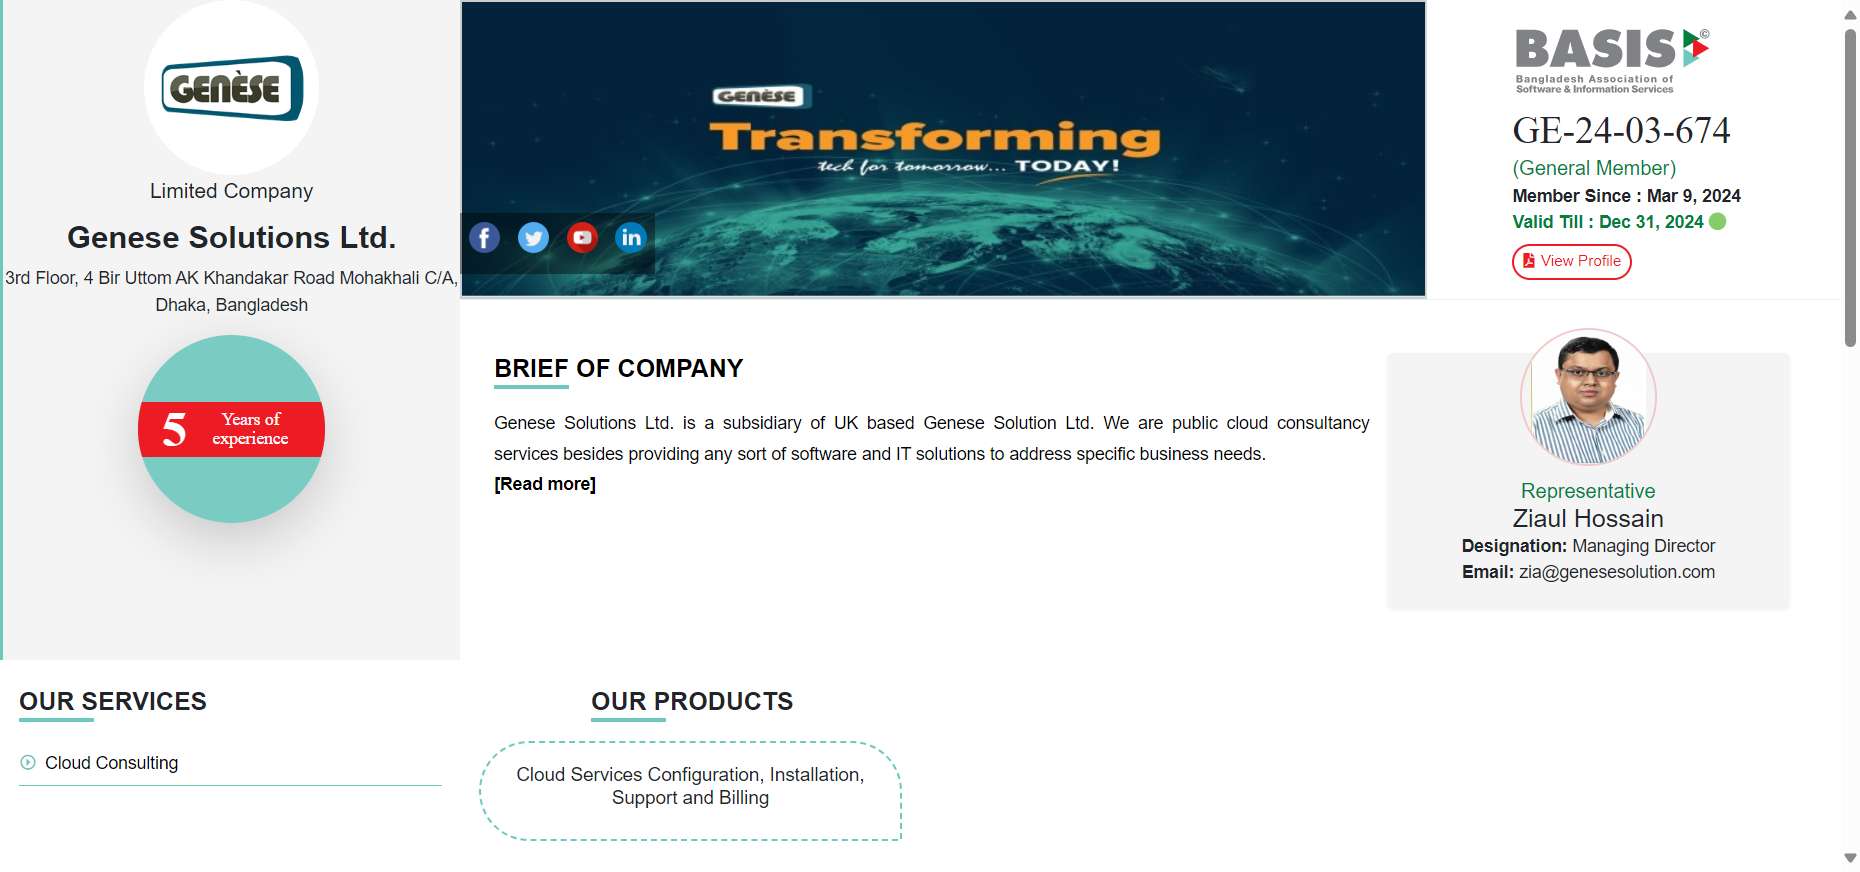 GENÈSE
Limited Company
Genese Solutions Ltd.
3rd Floor, 4 Bir Uttom AK Khandakar Road Mohakhali C/A,
Dhaka, Bangladesh
5 Years of
experience
GENÈSE
Transforming
tech for tomorrow... TODAY!
BASIS ©
Bangladesh Association of
Software & Information Services
GE-24-03-674
(General Member)
Member Since : Mar 9, 2024
Valid Till : Dec 31, 2024
View Profile
BRIEF OF COMPANY
Genese Solutions Ltd. is a subsidiary of UK based Genese Solution Ltd. We are public cloud consultancy
services besides providing any sort of software and IT solutions to address specific business needs.
[Read more]
Representative
Ziaul Hossain
Designation: Managing Director
Email: zia@genesesolution.com
OUR SERVICES
Cloud Consulting
OUR PRODUCTS
Cloud Services Configuration, Installation,
Support and Billing